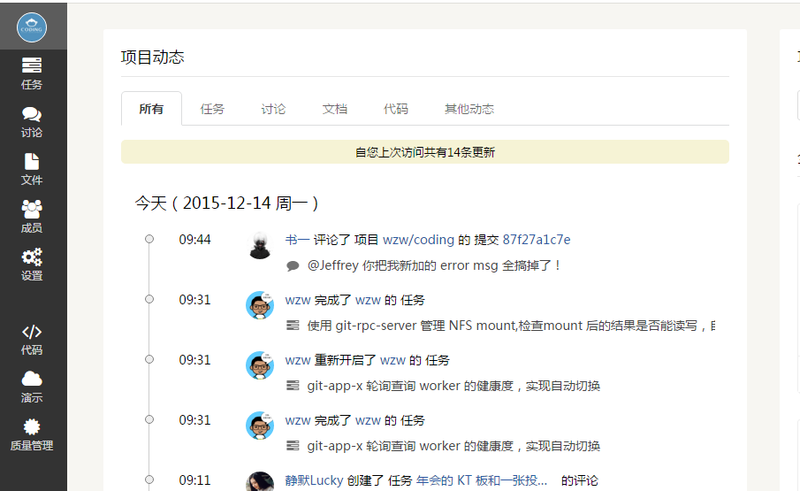 CODING
任务
讨论
文件
成员
设置
代码
演示
质量管理
项目动态
所有 任务 讨论 文档 代码 其他动态
自您上次访问共有14条更新
今天（2015-12-14 周一）
09:44 书一 评论了 项目 wzw/coding 的 提交 87f27a1c7e
@Jeffrey 你把我新加的 error msg 全搞掉了！
09:31 wzw 完成了 wzw 的 任务
使用 git-rpc-server 管理 NFS mount,检查mount 后的结果是否能读写，
09:31 wzw 重新开启了 wzw 的 任务
git-app-x 轮询查询 worker 的健康度，实现自动切换
09:31 wzw 完成了 wzw 的 任务
git-app-x 轮询查询 worker 的健康度，实现自动切换
09:11 静默Lucky 创建了 任务 年会的 KT 板和一张投... 的评论